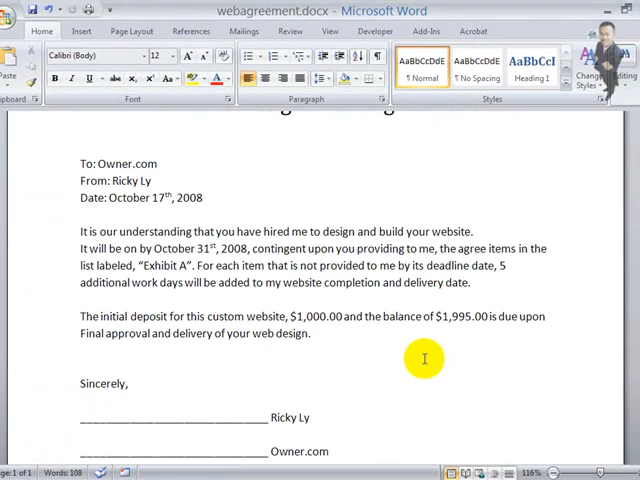 webagreement.docx - Microsoft Word
Home Insert Page Layout References Mailings Review View Developer Add-Ins Acrobat
Paste
Calibri (Body) 12
AaBbCcDdE AaBbCcDdE AaBbCcI
¶ Normal ¶ No Spacing Heading 1
Change Styles
Editing
Clipboard Font Paragraph Styles
To: Owner.com
From: Ricky Ly
Date: October 17th, 2008
It is our understanding that you have hired me to design and build your website.
It will be on by October 31st, 2008, contingent upon you providing to me, the agree items in the
list labeled, “Exhibit A”. For each item that is not provided to me by its deadline date, 5
additional work days will be added to my website completion and delivery date.
The initial deposit for this custom website, $1,000.00 and the balance of $1,995.00 is due upon
Final approval and delivery of your web design.
Sincerely,
________________________________ Ricky Ly
________________________________ Owner.com
Page: 1 of 1 Words: 108 116%